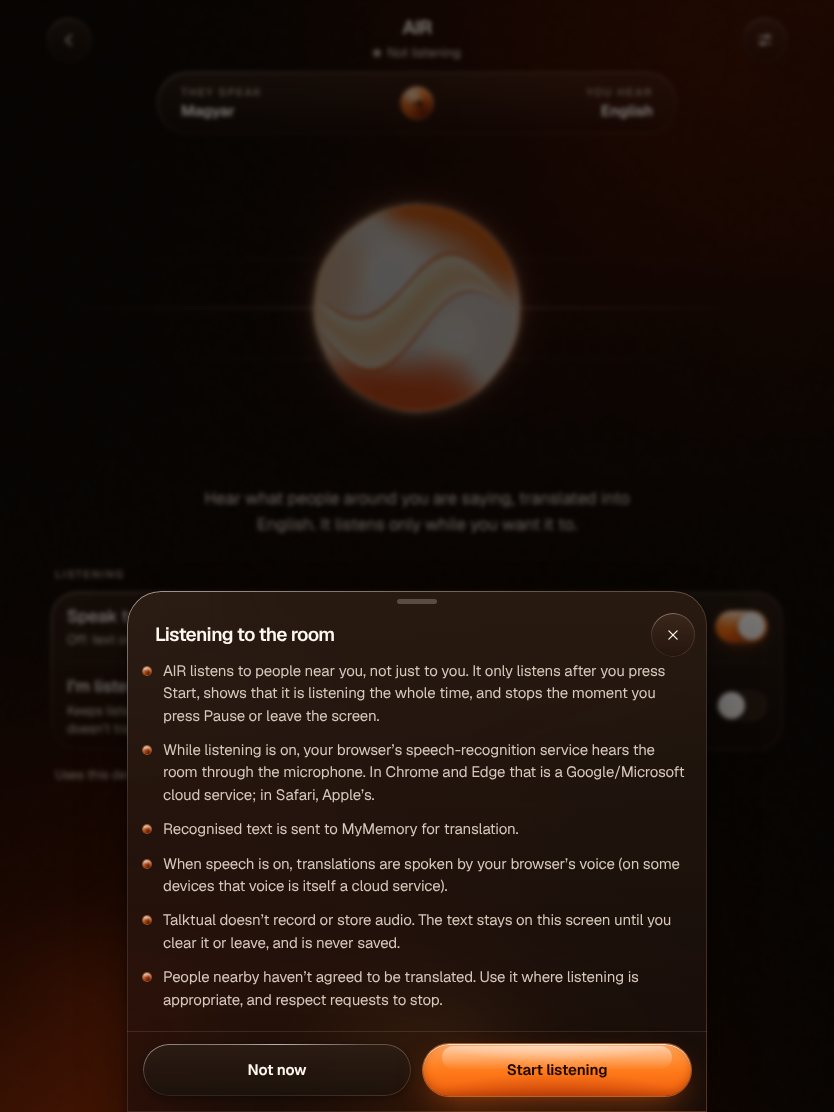 AIR
Not listening
THEY SPEAK
YOU HEAR
Magyar
English
Hear what people around you are saying, translated into
English. It listens only while you want it to.
LISTENING
Listening to the room
AIR listens to people near you, not just to you. It only listens after you press
Start, shows that it is listening the whole time, and stops the moment you
press Pause or leave the screen.
While listening is on, your browser’s speech-recognition service hears the
room through the microphone. In Chrome and Edge that is a Google/Microsoft
cloud service; in Safari, Apple’s.
Recognised text is sent to MyMemory for translation.
When speech is on, translations are spoken by your browser’s voice (on some
devices that voice is itself a cloud service).
Talktual doesn’t record or store audio. The text stays on this screen until you
clear it or leave, and is never saved.
People nearby haven’t agreed to be translated. Use it where listening is
appropriate, and respect requests to stop.
Not now
Start listening